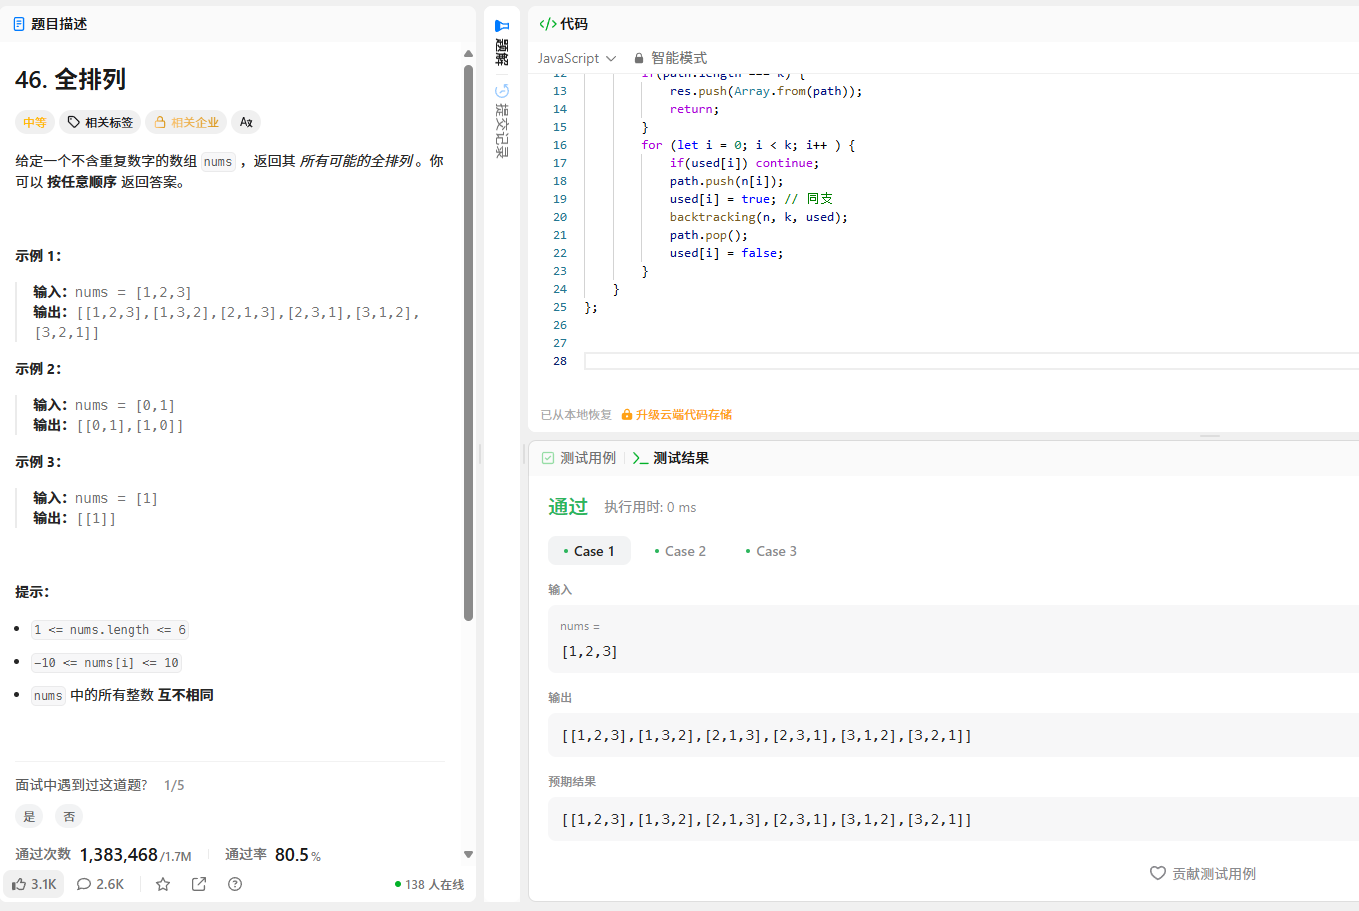 题目描述
46. 全排列
中等 相关标签 相关企业
给定一个不含重复数字的数组 nums ，返回其 所有可能的全排列 。你
可以 按任意顺序 返回答案。
示例 1：
输入：nums = [1,2,3]
输出：[[1,2,3],[1,3,2],[2,1,3],[2,3,1],[3,1,2],
[3,2,1]]
示例 2：
输入：nums = [0,1]
输出：[[0,1],[1,0]]
示例 3：
输入：nums = [1]
输出：[[1]]
提示：
1 <= nums.length <= 6
-10 <= nums[i] <= 10
nums 中的所有整数 互不相同
面试中遇到过这道题? 1/5
是 否
通过次数 1,383,468/1.7M 通过率 80.5%
3.1K 2.6K 138 人在线
题解
提交记录
</> 代码
JavaScript 智能模式
12 if(path.length === k) {
13 res.push(Array.from(path));
14 return;
15 }
16 for (let i = 0; i < k; i++ ) {
17 if(used[i]) continue;
18 path.push(n[i]);
19 used[i] = true; // 同支
20 backtracking(n, k, used);
21 path.pop();
22 used[i] = false;
23 }
24 }
25 };
26
27
28
已从本地恢复 升级云端代码存储
测试用例 测试结果
通过 执行用时: 0 ms
Case 1 Case 2 Case 3
输入
nums =
[1,2,3]
输出
[[1,2,3],[1,3,2],[2,1,3],[2,3,1],[3,1,2],[3,2,1]]
预期结果
[[1,2,3],[1,3,2],[2,1,3],[2,3,1],[3,1,2],[3,2,1]]
贡献测试用例